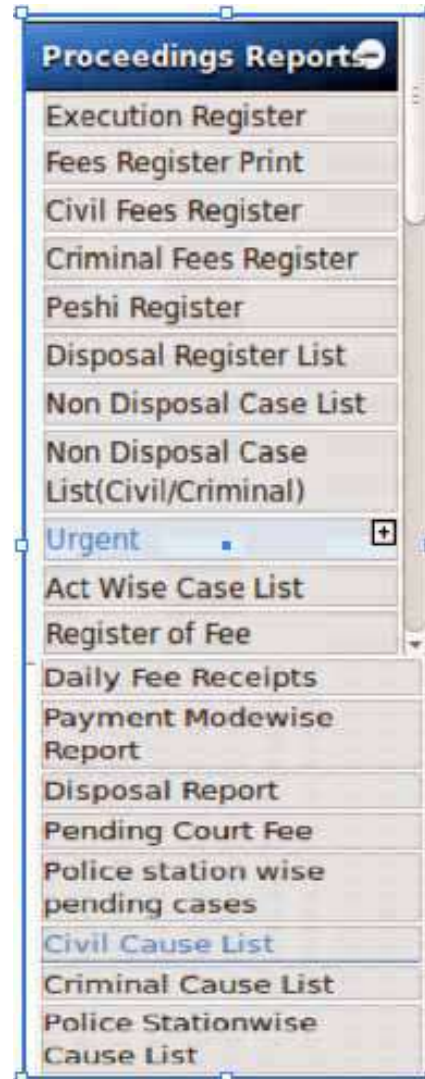 Proceedings Reports
Execution Register
Fees Register Print
Civil Fees Register
Criminal Fees Register
Peshi Register
Disposal Register List
Non Disposal Case List
Non Disposal Case
List(Civil/Criminal)
Urgent
Act Wise Case List
Register of Fee
Daily Fee Receipts
Payment Modewise
Report
Disposal Report
Pending Court Fee
Police station wise
pending cases
Civil Cause List
Criminal Cause List
Police Stationwise
Cause List